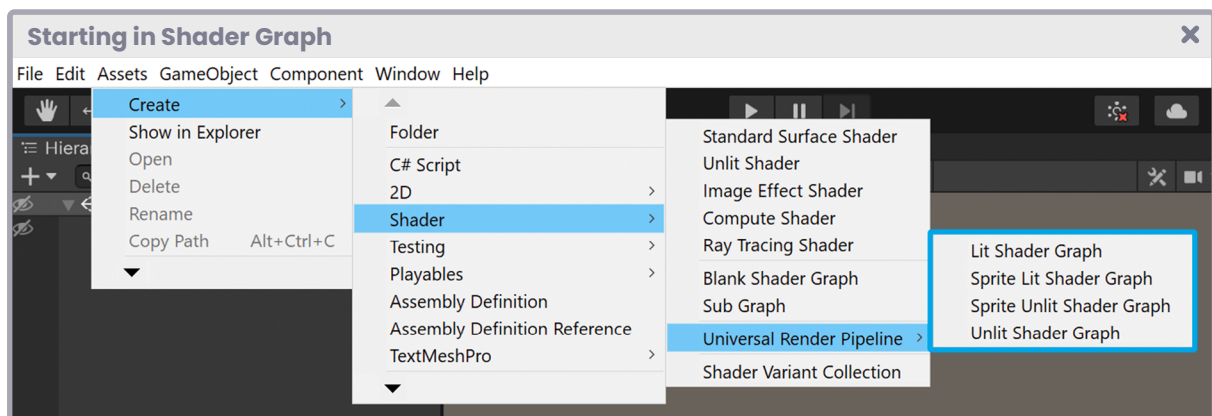 Starting in Shader Graph
File Edit Assets GameObject Component Window Help
Create
Show in Explorer
Open
Delete
Rename
Copy Path Alt+Ctrl+C
Hierar
Folder
C# Script
2D
Shader
Testing
Playables
Assembly Definition
Assembly Definition Reference
TextMeshPro
Standard Surface Shader
Unlit Shader
Image Effect Shader
Compute Shader
Ray Tracing Shader
Blank Shader Graph
Sub Graph
Universal Render Pipeline
Shader Variant Collection
Lit Shader Graph
Sprite Lit Shader Graph
Sprite Unlit Shader Graph
Unlit Shader Graph